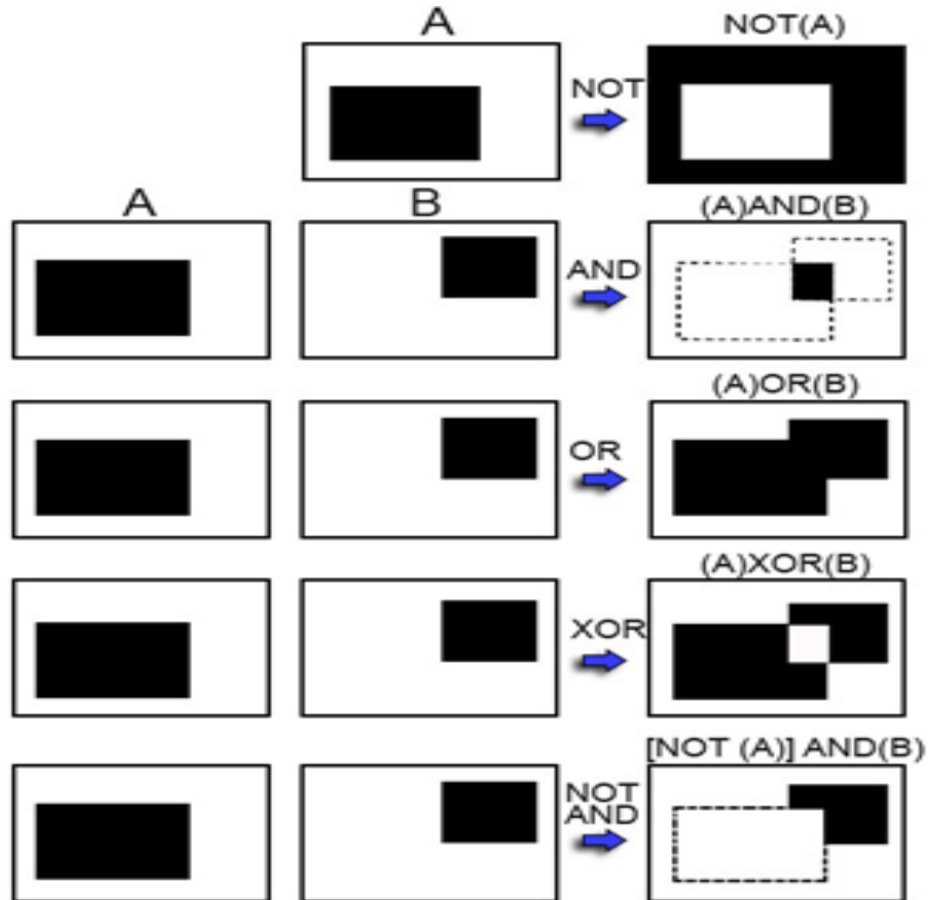 A
NOT(A)
NOT
A
B
(A)AND(B)
AND
(A)OR(B)
OR
(A)XOR(B)
XOR
[NOT (A)] AND(B)
NOT
AND